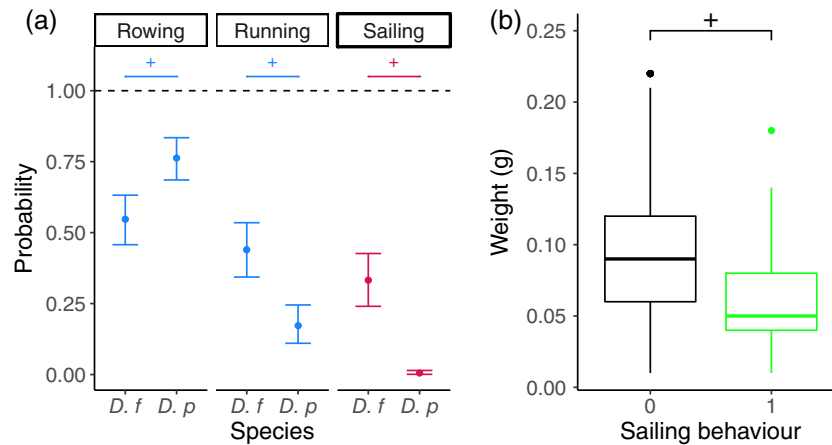 (a)
Rowing Running Sailing
+ + +
1.00
0.75
0.50
0.25
0.00
Probability
D. f D. p D. f D. p D. f D. p
Species
(b)
+
0.25
0.20
0.15
0.10
0.05
0.00
Weight (g)
0 1
Sailing behaviour